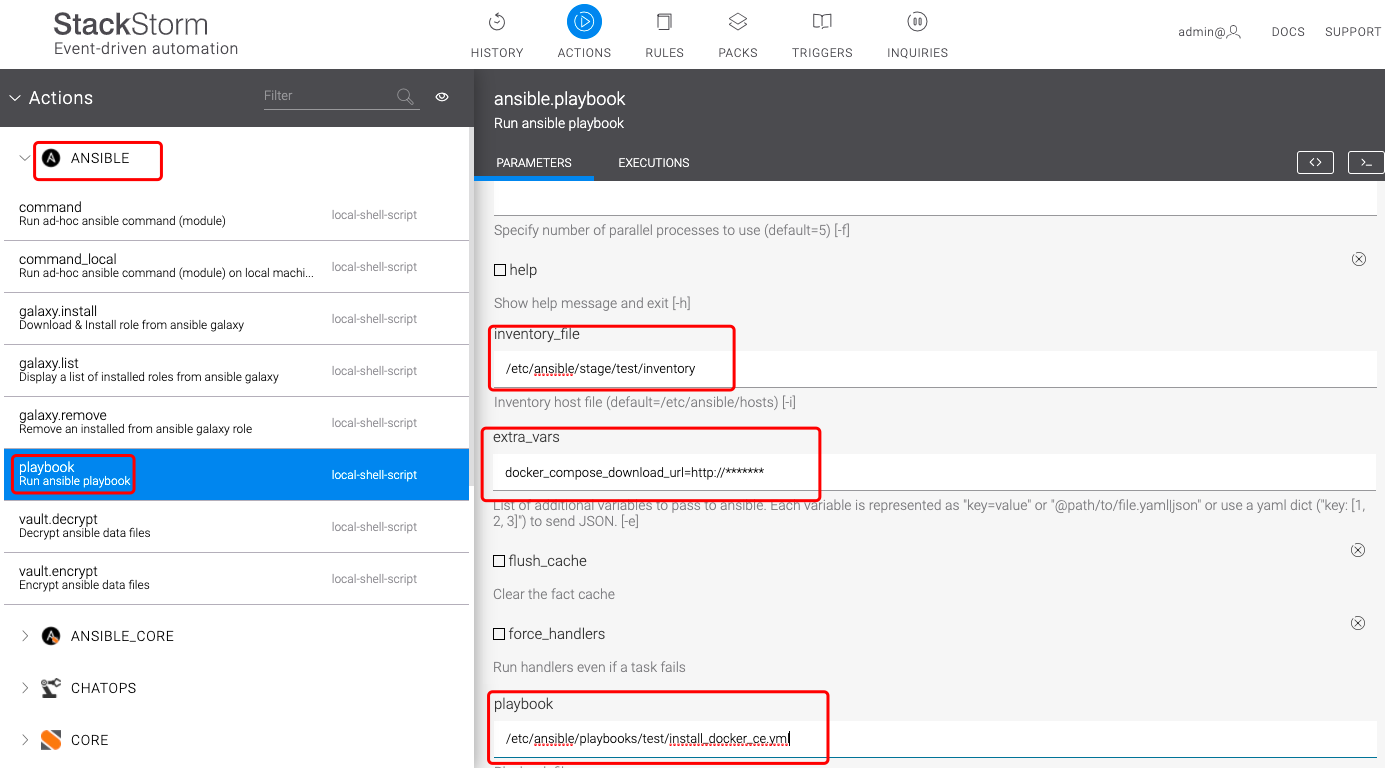 StackStorm
Event-driven automation
HISTORY
ACTIONS
RULES
PACKS
TRIGGERS
INQUIRIES
admin@
DOCS
SUPPORT
Actions
Filter
ANSIBLE
command
Run ad-hoc ansible command (module)
local-shell-script
command_local
Run ad-hoc ansible command (module) on local machi...
local-shell-script
galaxy.install
Download & Install role from ansible galaxy
local-shell-script
galaxy.list
Display a list of installed roles from ansible galaxy
local-shell-script
galaxy.remove
Remove an installed from ansible galaxy role
local-shell-script
playbook
Run ansible playbook
local-shell-script
vault.decrypt
Decrypt ansible data files
local-shell-script
vault.encrypt
Encrypt ansible data files
local-shell-script
ANSIBLE_CORE
CHATOPS
CORE
ansible.playbook
Run ansible playbook
PARAMETERS
EXECUTIONS
Specify number of parallel processes to use (default=5) [-f]
help
Show help message and exit [-h]
inventory_file
/etc/ansible/stage/test/inventory
Inventory host file (default=/etc/ansible/hosts) [-i]
extra_vars
docker_compose_download_url=http://*******
List of additional variables to pass to ansible. Each variable is represented as "key=value" or "@path/to/file.yaml|json" or use a yaml dict ("key: [1,
2, 3]") to send JSON. [-e]
flush_cache
Clear the fact cache
force_handlers
Run handlers even if a task fails
playbook
/etc/ansible/playbooks/test/install_docker_ce.yml